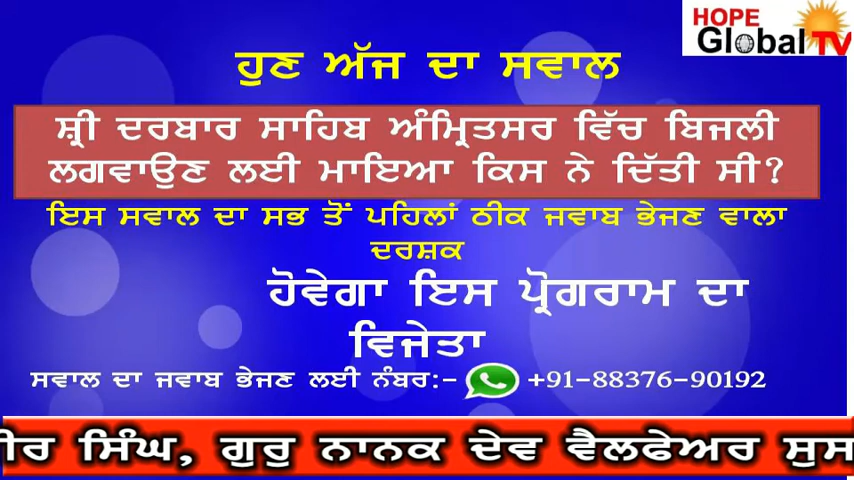 HOPE
Global TV
ਹੁਣ ਅੱਜ ਦਾ ਸਵਾਲ
ਸ਼੍ਰੀ ਦਰਬਾਰ ਸਾਹਿਬ ਅੰਮ੍ਰਿਤਸਰ ਵਿੱਚ ਬਿਜਲੀ
ਲਗਵਾਉਣ ਲਈ ਮਾਇਆ ਕਿਸ ਨੇ ਦਿੱਤੀ ਸੀ?
ਇਸ ਸਵਾਲ ਦਾ ਸਭ ਤੋਂ ਪਹਿਲਾਂ ਠੀਕ ਜਵਾਬ ਭੇਜਣ ਵਾਲਾ
ਦਰਸ਼ਕ
ਹੋਵੇਗਾ ਇਸ ਪ੍ਰੋਗਰਾਮ ਦਾ
ਵਿਜੇਤਾ
ਸਵਾਲ ਦਾ ਜਵਾਬ ਭੇਜਣ ਲਈ ਨੰਬਰ:- +91-88376-90192
ਸਿੰਘ, ਗੁਰੁ ਨਾਨਕ ਦੇਵ ਵੈਲਫੇਅਰ